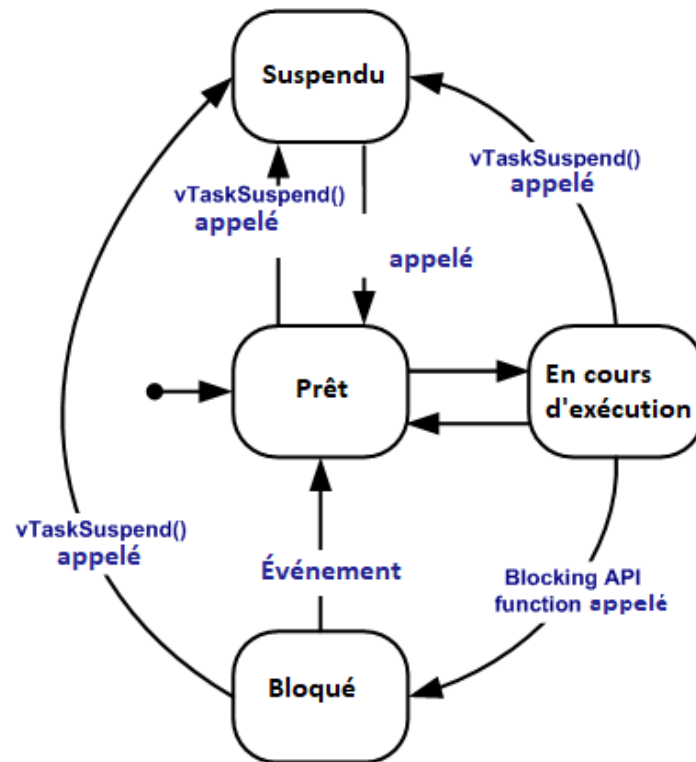 Suspendu
vTaskSuspend()
appelé
vTaskSuspend()
appelé
appelé
Prêt
En cours
d'exécution
vTaskSuspend()
appelé
Événement
Blocking API
function appelé
Bloqué